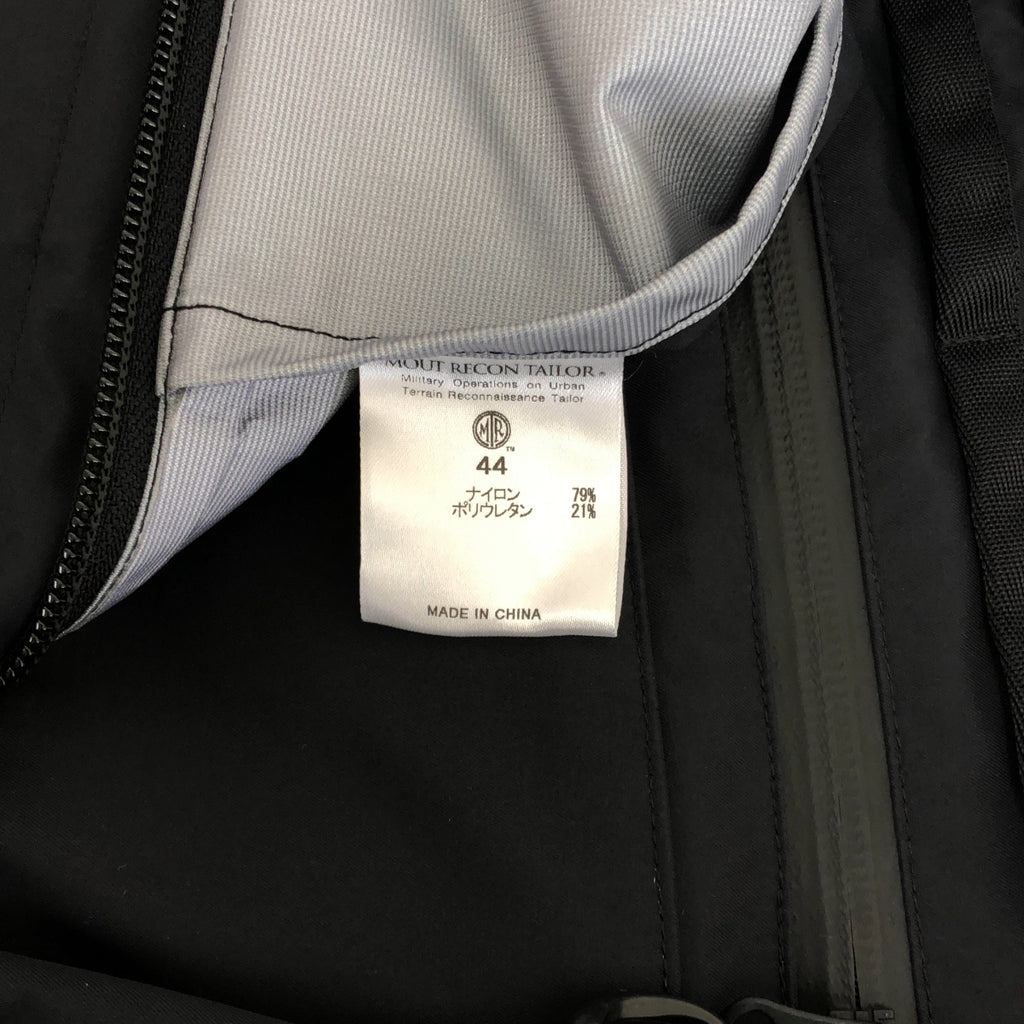 MOUT RECON TAILOR®
Military Operations on Urban
Terrain Reconnaissance Tailor
MTR™
44
ナイロン 79%
ポリウレタン 21%
MADE IN CHINA